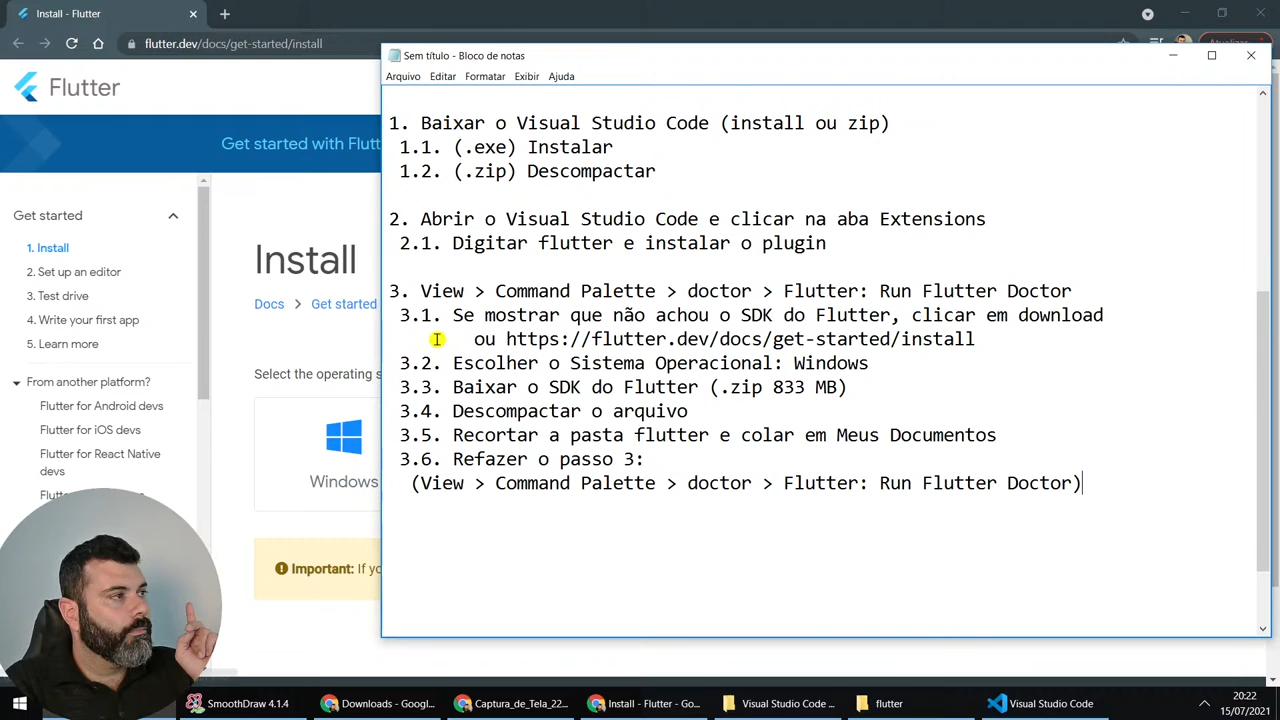 Install - Flutter
flutter.dev/docs/get-started/install
Atualizar
Flutter
Get started with Flutt
Get started
1. Install
2. Set up an editor
3. Test drive
4. Write your first app
5. Learn more
From another platform?
Flutter for Android devs
Flutter for iOS devs
Flutter for React Native
devs
Install
Docs
Get started
Select the operating s
Windows
Important: If yo
Sem título - Bloco de notas
Arquivo Editar Formatar Exibir Ajuda
1. Baixar o Visual Studio Code (install ou zip)
1.1. (.exe) Instalar
1.2. (.zip) Descompactar
2. Abrir o Visual Studio Code e clicar na aba Extensions
2.1. Digitar flutter e instalar o plugin
3. View > Command Palette > doctor > Flutter: Run Flutter Doctor
3.1. Se mostrar que não achou o SDK do Flutter, clicar em download
ou https://flutter.dev/docs/get-started/install
3.2. Escolher o Sistema Operacional: Windows
3.3. Baixar o SDK do Flutter (.zip 833 MB)
3.4. Descompactar o arquivo
3.5. Recortar a pasta flutter e colar em Meus Documentos
3.6. Refazer o passo 3:
(View > Command Palette > doctor > Flutter: Run Flutter Doctor)
SmoothDraw 4.1.4
Downloads - Googl...
Captura_de_Tela_22...
Install - Flutter - Go...
Visual Studio Code ...
flutter
Visual Studio Code
20:22
15/07/2021